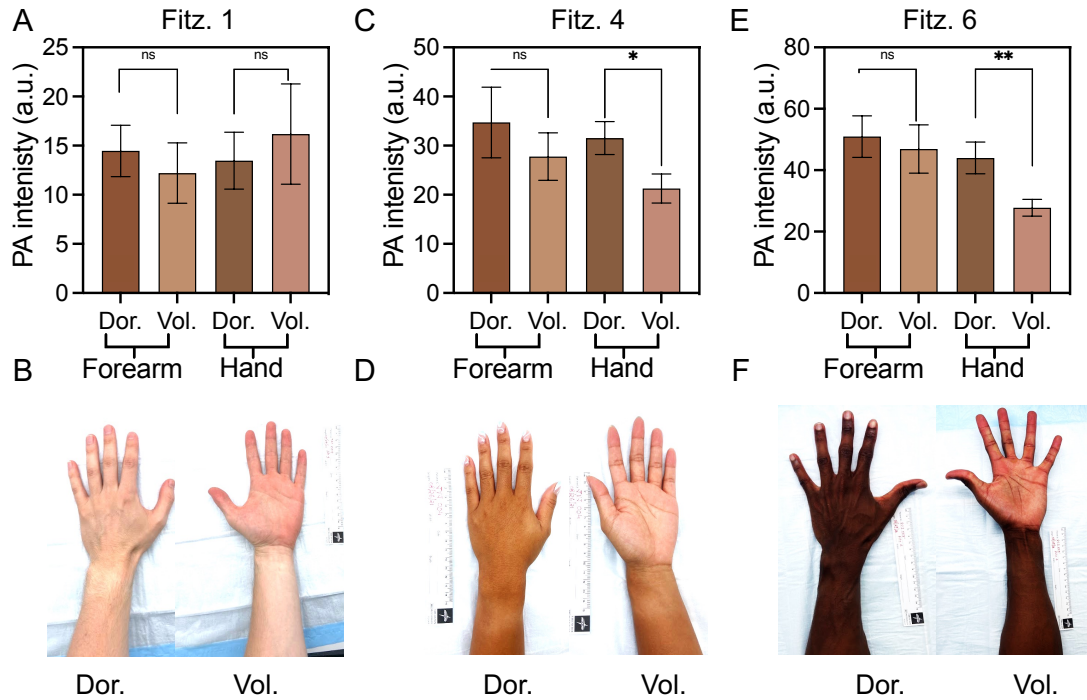 A Fitz. 1
PA intenisty (a.u.)
25
20
15
10
5
0
ns ns
Dor. Vol. Dor. Vol.
Forearm Hand
C Fitz. 4
PA intenisty (a.u.)
50
40
30
20
10
0
ns *
Dor. Vol. Dor. Vol.
Forearm Hand
E Fitz. 6
PA intenisty (a.u.)
80
60
40
20
0
ns **
Dor. Vol. Dor. Vol.
Forearm Hand
B
Dor. Vol.
D
Dor. Vol.
F
Dor. Vol.